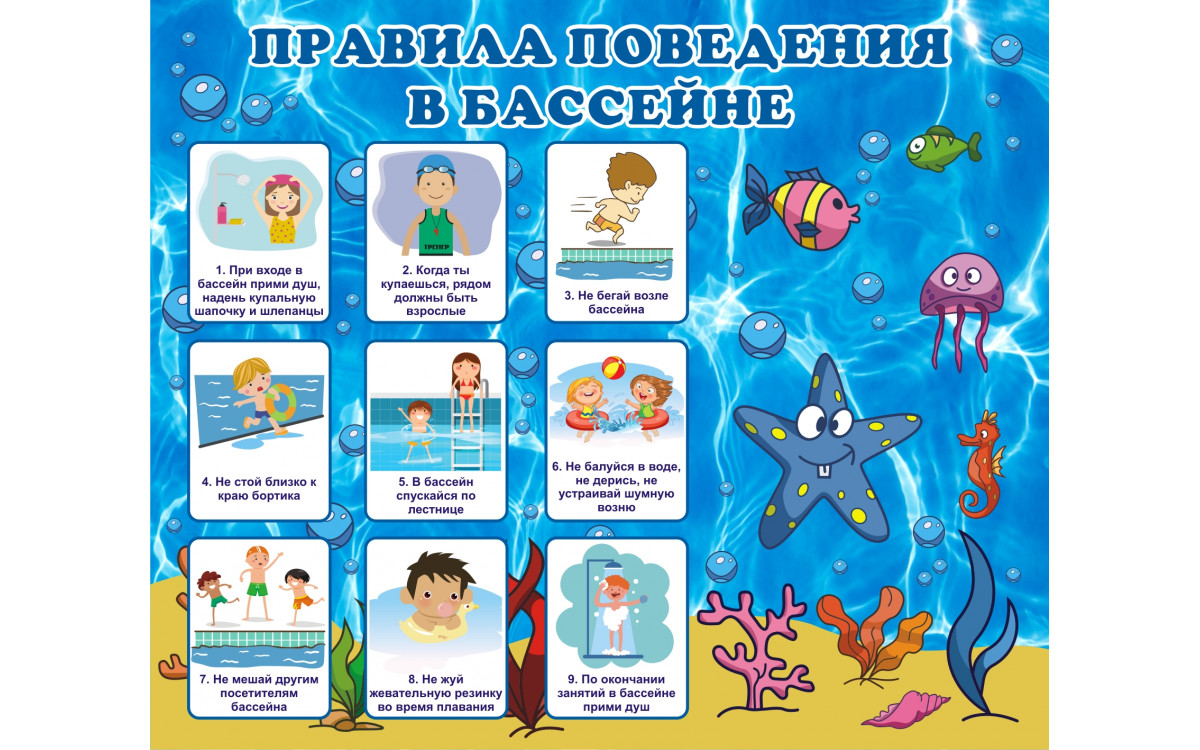 ПРАВИЛА ПОВЕДЕНИЯ
В БАССЕЙНЕ
ТРЕНЕР
1. При входе в
бассейн прими душ,
надень купальную
шапочку и шлепанцы
2. Когда ты
купаешься, рядом
должны быть
взрослые
3. Не бегай возле
бассейна
4. Не стой близко к
краю бортика
5. В бассейн
спускайся по
лестнице
6. Не балуйся в воде,
не дерись, не
устраивай шумную
возню
7. Не мешай другим
посетителям
бассейна
8. Не жуй
жевательную резинку
во время плавания
9. По окончании
занятий в бассейне
прими душ